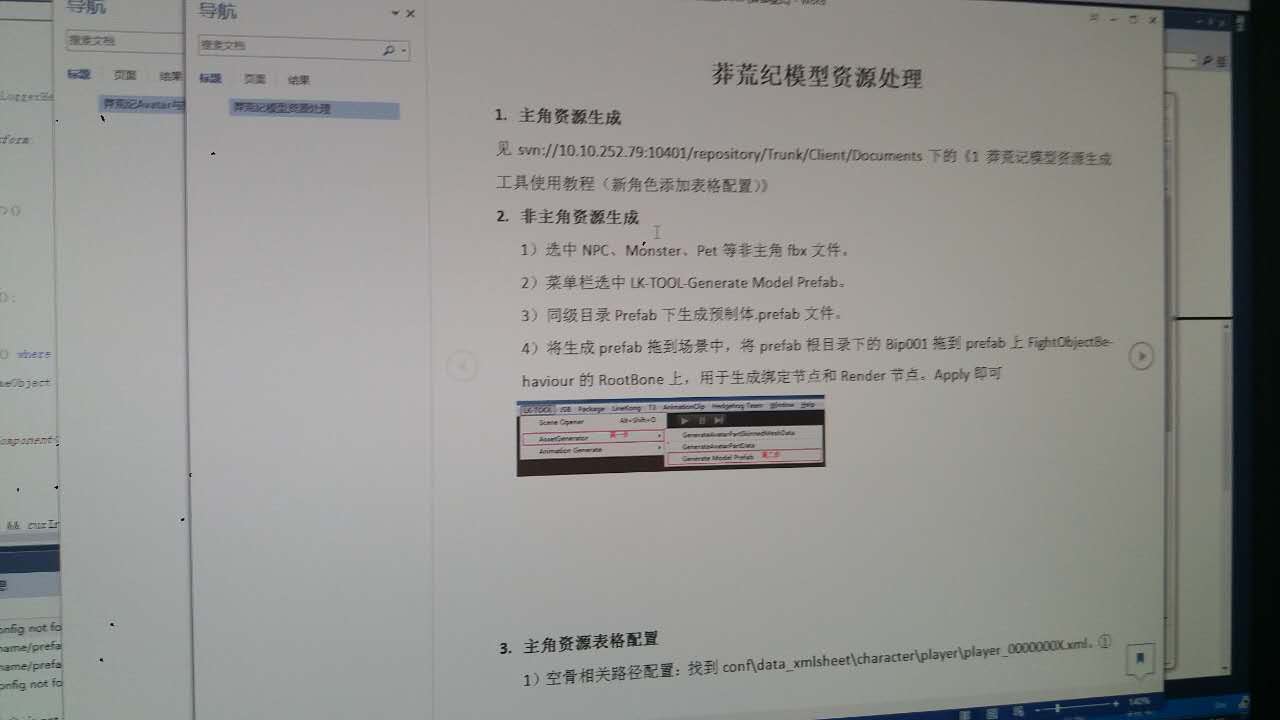 导航
搜索文档
标题 页面 结果
莽荒纪Avatar与
导航
搜索文档
标题 页面 结果
莽荒纪模型资源处理
莽荒纪模型资源处理
1. 主角资源生成
见 svn://10.10.252.79:10401/repository/Trunk/Client/Documents 下的《1 莽荒记模型资源生成
工具使用教程（新角色添加表格配置）》
2. 非主角资源生成
1）选中 NPC、Monster、Pet 等非主角 fbx 文件。
2）菜单栏选中 LK-TOOL-Generate Model Prefab。
3）同级目录 Prefab 下生成预制体.prefab 文件。
4）将生成 prefab 拖到场景中，将 prefab 根目录下的 Bip001 拖到 prefab 上 FightObjectBe-
haviour 的 RootBone 上，用于生成绑定节点和 Render 节点。Apply 即可
LK-TOOL JSB Package LineKong T3 AnimationClip Hedgehog Team Window Help
Scene Opener Alt+Shift+O
AssetGenerator 第一步
Animation Generate
GenerateAvatarPartSkinnedMeshData
GenerateAvatarPartData
Generate Model Prefab 第二步
3. 主角资源表格配置
1）空骨相关路径配置：找到 conf\data_xmlsheet\character\player\player_0000000X.xml。①
where
onfig not fo
name/prefa
name/prefa
onfig not fo
140%